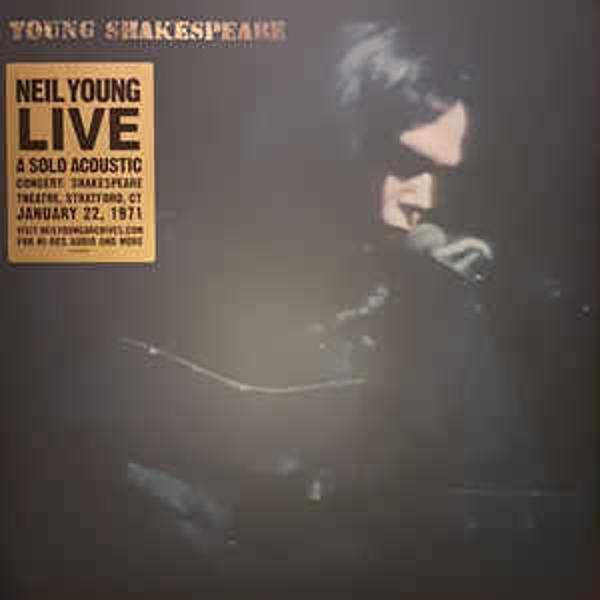 YOUNG SHAKESPEARE
NEIL YOUNG
LIVE
A SOLO ACOUSTIC
CONCERT: SHAKESPEARE
THEATRE, STRATFORD, CT
JANUARY 22, 1971
VISIT NEILYOUNGARCHIVES.COM
FOR HI-RES AUDIO AND MORE